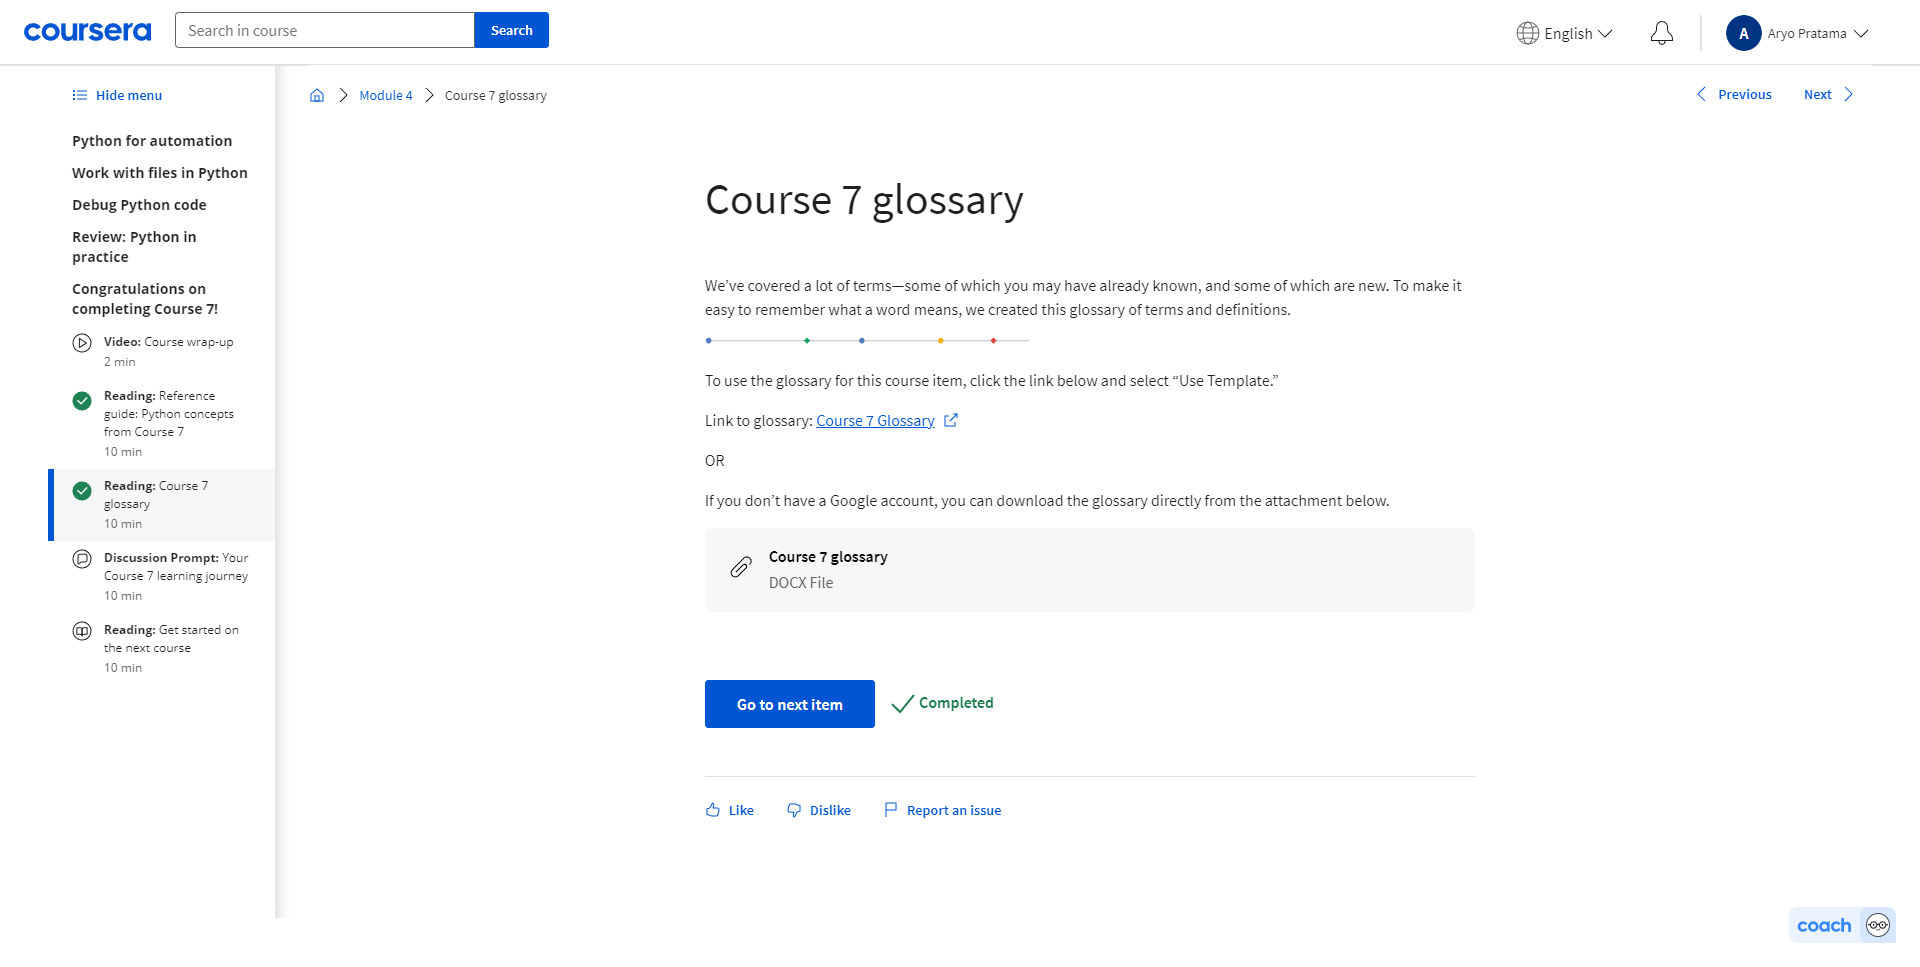 coursera
Search in course
Search
English
A
Aryo Pratama
Hide menu
Python for automation
Work with files in Python
Debug Python code
Review: Python in
practice
Congratulations on
completing Course 7!
Video: Course wrap-up
2 min
Reading: Reference
guide: Python concepts
from Course 7
10 min
Reading: Course 7
glossary
10 min
Discussion Prompt: Your
Course 7 learning journey
10 min
Reading: Get started on
the next course
10 min
Module 4
Course 7 glossary
Previous
Next
Course 7 glossary
We’ve covered a lot of terms—some of which you may have already known, and some of which are new. To make it
easy to remember what a word means, we created this glossary of terms and definitions.
To use the glossary for this course item, click the link below and select “Use Template.”
Link to glossary: Course 7 Glossary
OR
If you don’t have a Google account, you can download the glossary directly from the attachment below.
Course 7 glossary
DOCX File
Go to next item
Completed
Like
Dislike
Report an issue
coach